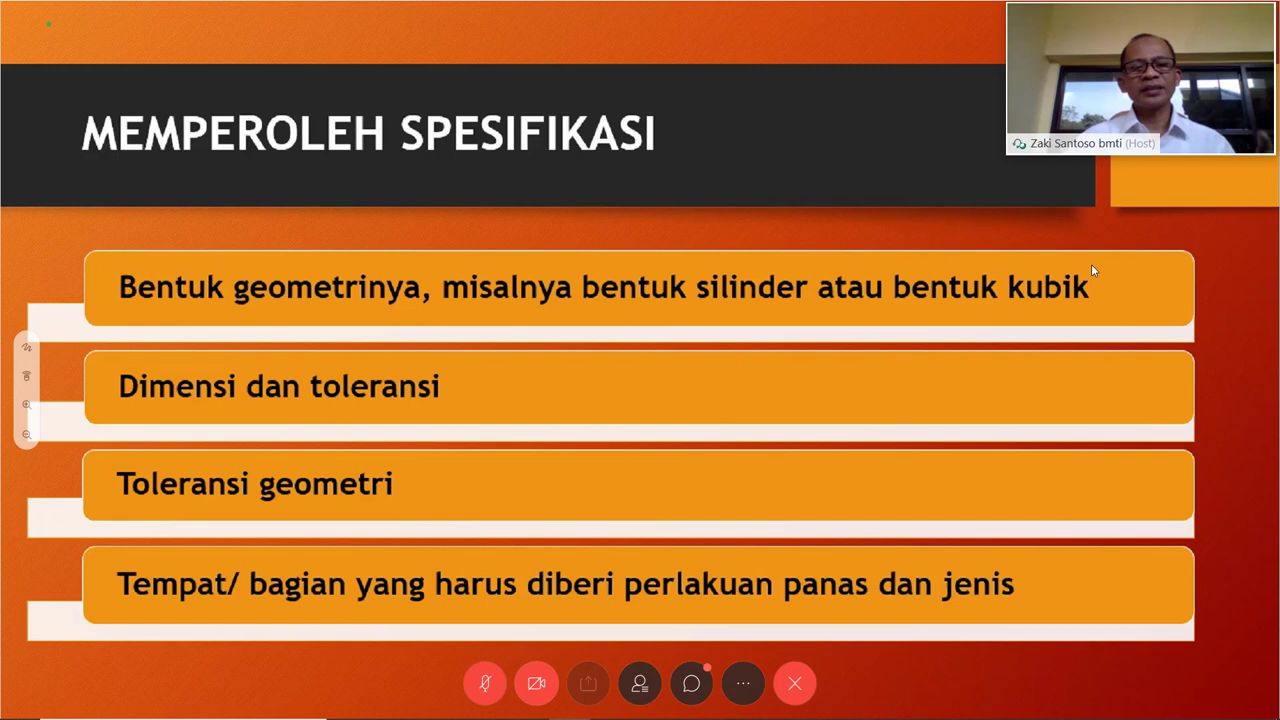 MEMPEROLEH SPESIFIKASI
Zaki Santoso bmti (Host)
Bentuk geometrinya, misalnya bentuk silinder atau bentuk kubik
Dimensi dan toleransi
Toleransi geometri
Tempat/ bagian yang harus diberi perlakuan panas dan jenis